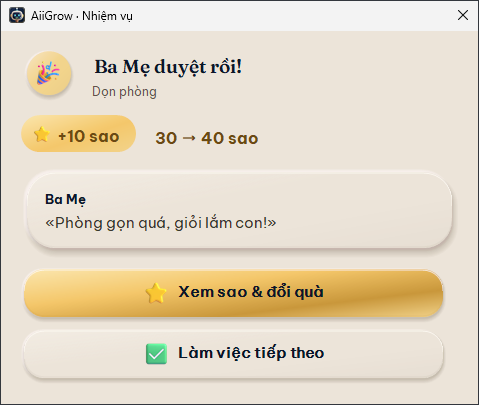 AiiGrow · Nhiệm vụ
Ba Mẹ duyệt rồi!
Dọn phòng
+10 sao
30 → 40 sao
Ba Mẹ
«Phòng gọn quá, giỏi lắm con!»
Xem sao & đổi quà
Làm việc tiếp theo